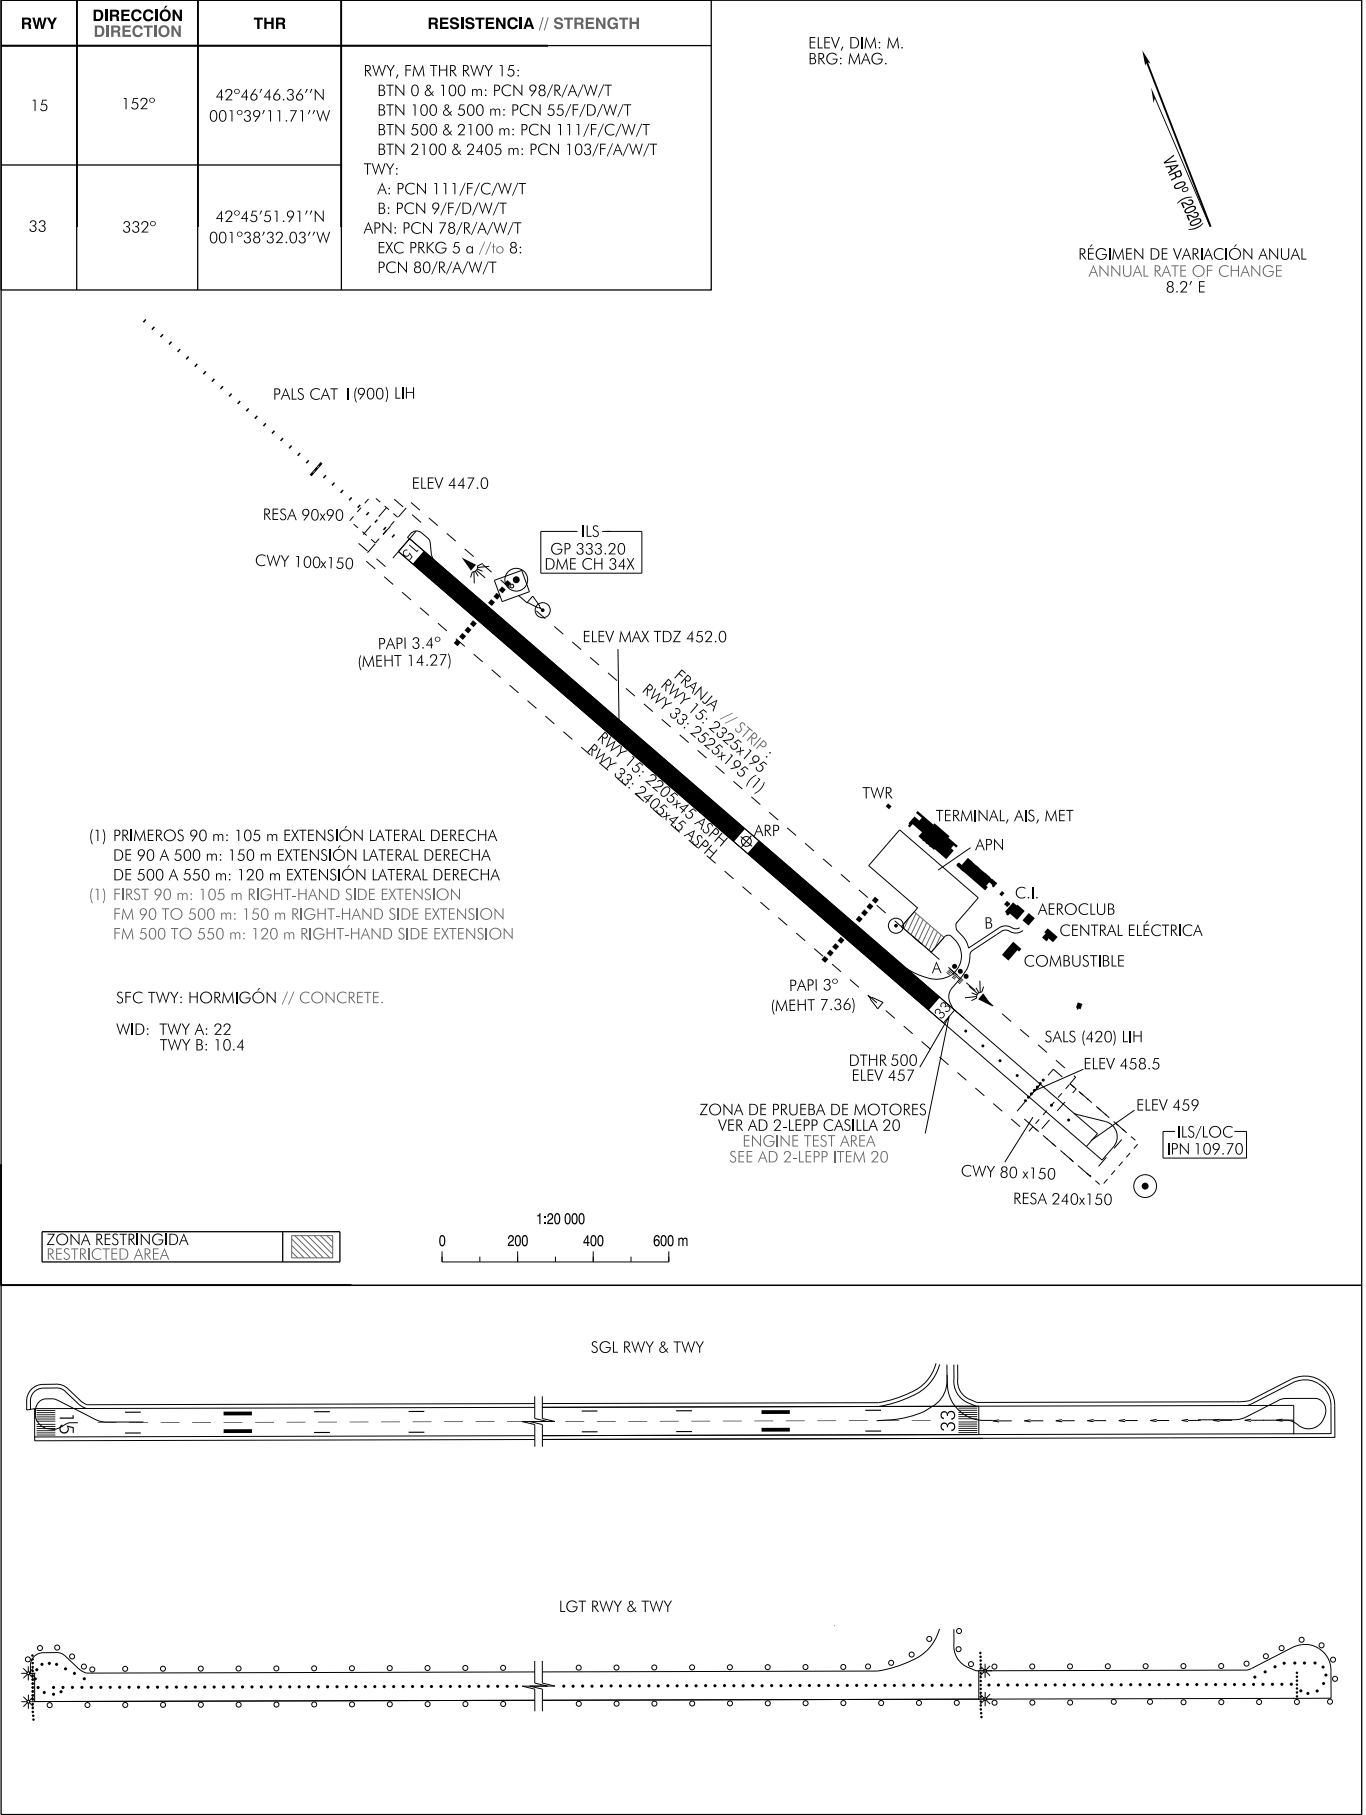 RWY
DIRECCIÓN
DIRECTION
THR
RESISTENCIA // STRENGTH
15
152°
42°46'46.36''N
001°39'11.71''W
33
332°
42°45'51.91''N
001°38'32.03''W
RWY, FM THR RWY 15:
BTN 0 & 100 m: PCN 98/R/A/W/T
BTN 100 & 500 m: PCN 55/F/D/W/T
BTN 500 & 2100 m: PCN 111/F/C/W/T
BTN 2100 & 2405 m: PCN 103/F/A/W/T
TWY:
A: PCN 111/F/C/W/T
B: PCN 9/F/D/W/T
APN: PCN 78/R/A/W/T
EXC PRKG 5 a //to 8:
PCN 80/R/A/W/T
ELEV, DIM: M.
BRG: MAG.
VAR 0° (2020)
RÉGIMEN DE VARIACIÓN ANUAL
ANNUAL RATE OF CHANGE
8.2' E
PALS CAT I (900) LIH
ELEV 447.0
RESA 90x90
CWY 100x150
15
ILS
GP 333.20
DME CH 34X
PAPI 3.4°
(MEHT 14.27)
ELEV MAX TDZ 452.0
FRANJA // STRIP :
RWY 15: 2325x195
RWY 33: 2525x195 (1)
RWY 15: 2205x45 ASPH
RWY 33: 2405x45 ASPH
ARP
TWR
TERMINAL, AIS, MET
APN
C.I.
AEROCLUB
B
CENTRAL ELÉCTRICA
COMBUSTIBLE
A
(1) PRIMEROS 90 m: 105 m EXTENSIÓN LATERAL DERECHA
DE 90 A 500 m: 150 m EXTENSIÓN LATERAL DERECHA
DE 500 A 550 m: 120 m EXTENSIÓN LATERAL DERECHA
(1) FIRST 90 m: 105 m RIGHT-HAND SIDE EXTENSION
FM 90 TO 500 m: 150 m RIGHT-HAND SIDE EXTENSION
FM 500 TO 550 m: 120 m RIGHT-HAND SIDE EXTENSION
PAPI 3°
(MEHT 7.36)
33
SFC TWY: HORMIGÓN // CONCRETE.
WID: TWY A: 22
TWY B: 10.4
SALS (420) LIH
DTHR 500
ELEV 457
ELEV 458.5
ZONA DE PRUEBA DE MOTORES
VER AD 2-LEPP CASILLA 20
ENGINE TEST AREA
SEE AD 2-LEPP ITEM 20
ELEV 459
ILS/LOC
IPN 109.70
CWY 80 x150
RESA 240x150
ZONA RESTRINGIDA
RESTRICTED AREA
1:20 000
0 200 400 600 m
SGL RWY & TWY
15
33
LGT RWY & TWY